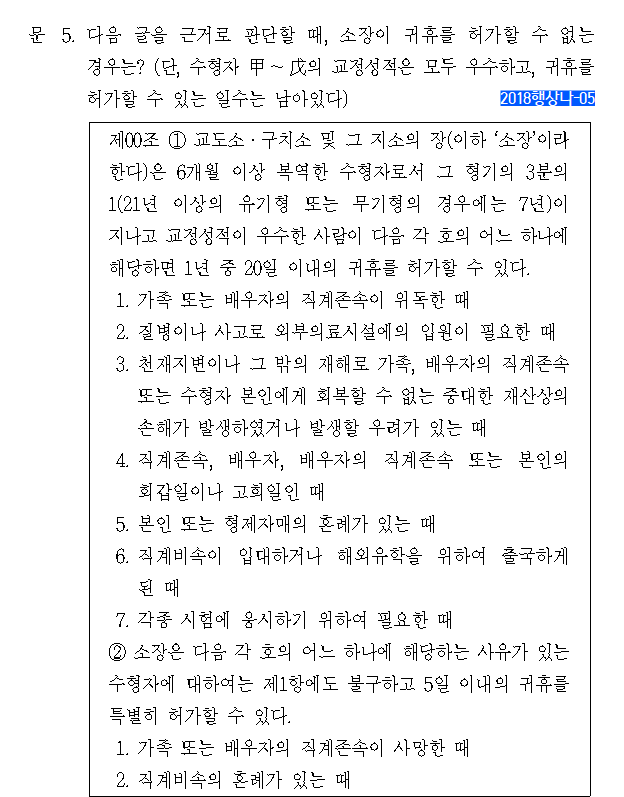 문 5. 다음 글을 근거로 판단할 때, 소장이 귀휴를 허가할 수 없는
경우는? (단, 수형자 甲～戊의 교정성적은 모두 우수하고, 귀휴를
허가할 수 있는 일수는 남아있다)
2018행상나-05
제00조 ① 교도소·구치소 및 그 지소의 장(이하 ‘소장’이라
한다)은 6개월 이상 복역한 수형자로서 그 형기의 3분의
1(21년 이상의 유기형 또는 무기형의 경우에는 7년)이
지나고 교정성적이 우수한 사람이 다음 각 호의 어느 하나에
해당하면 1년 중 20일 이내의 귀휴를 허가할 수 있다.
1. 가족 또는 배우자의 직계존속이 위독한 때
2. 질병이나 사고로 외부의료시설에의 입원이 필요한 때
3. 천재지변이나 그 밖의 재해로 가족, 배우자의 직계존속
또는 수형자 본인에게 회복할 수 없는 중대한 재산상의
손해가 발생하였거나 발생할 우려가 있는 때
4. 직계존속, 배우자, 배우자의 직계존속 또는 본인의
회갑일이나 고희일인 때
5. 본인 또는 형제자매의 혼례가 있는 때
6. 직계비속이 입대하거나 해외유학을 위하여 출국하게
된 때
7. 각종 시험에 응시하기 위하여 필요한 때
② 소장은 다음 각 호의 어느 하나에 해당하는 사유가 있는
수형자에 대하여는 제1항에도 불구하고 5일 이내의 귀휴를
특별히 허가할 수 있다.
1. 가족 또는 배우자의 직계존속이 사망한 때
2. 직계비속의 혼례가 있는 때